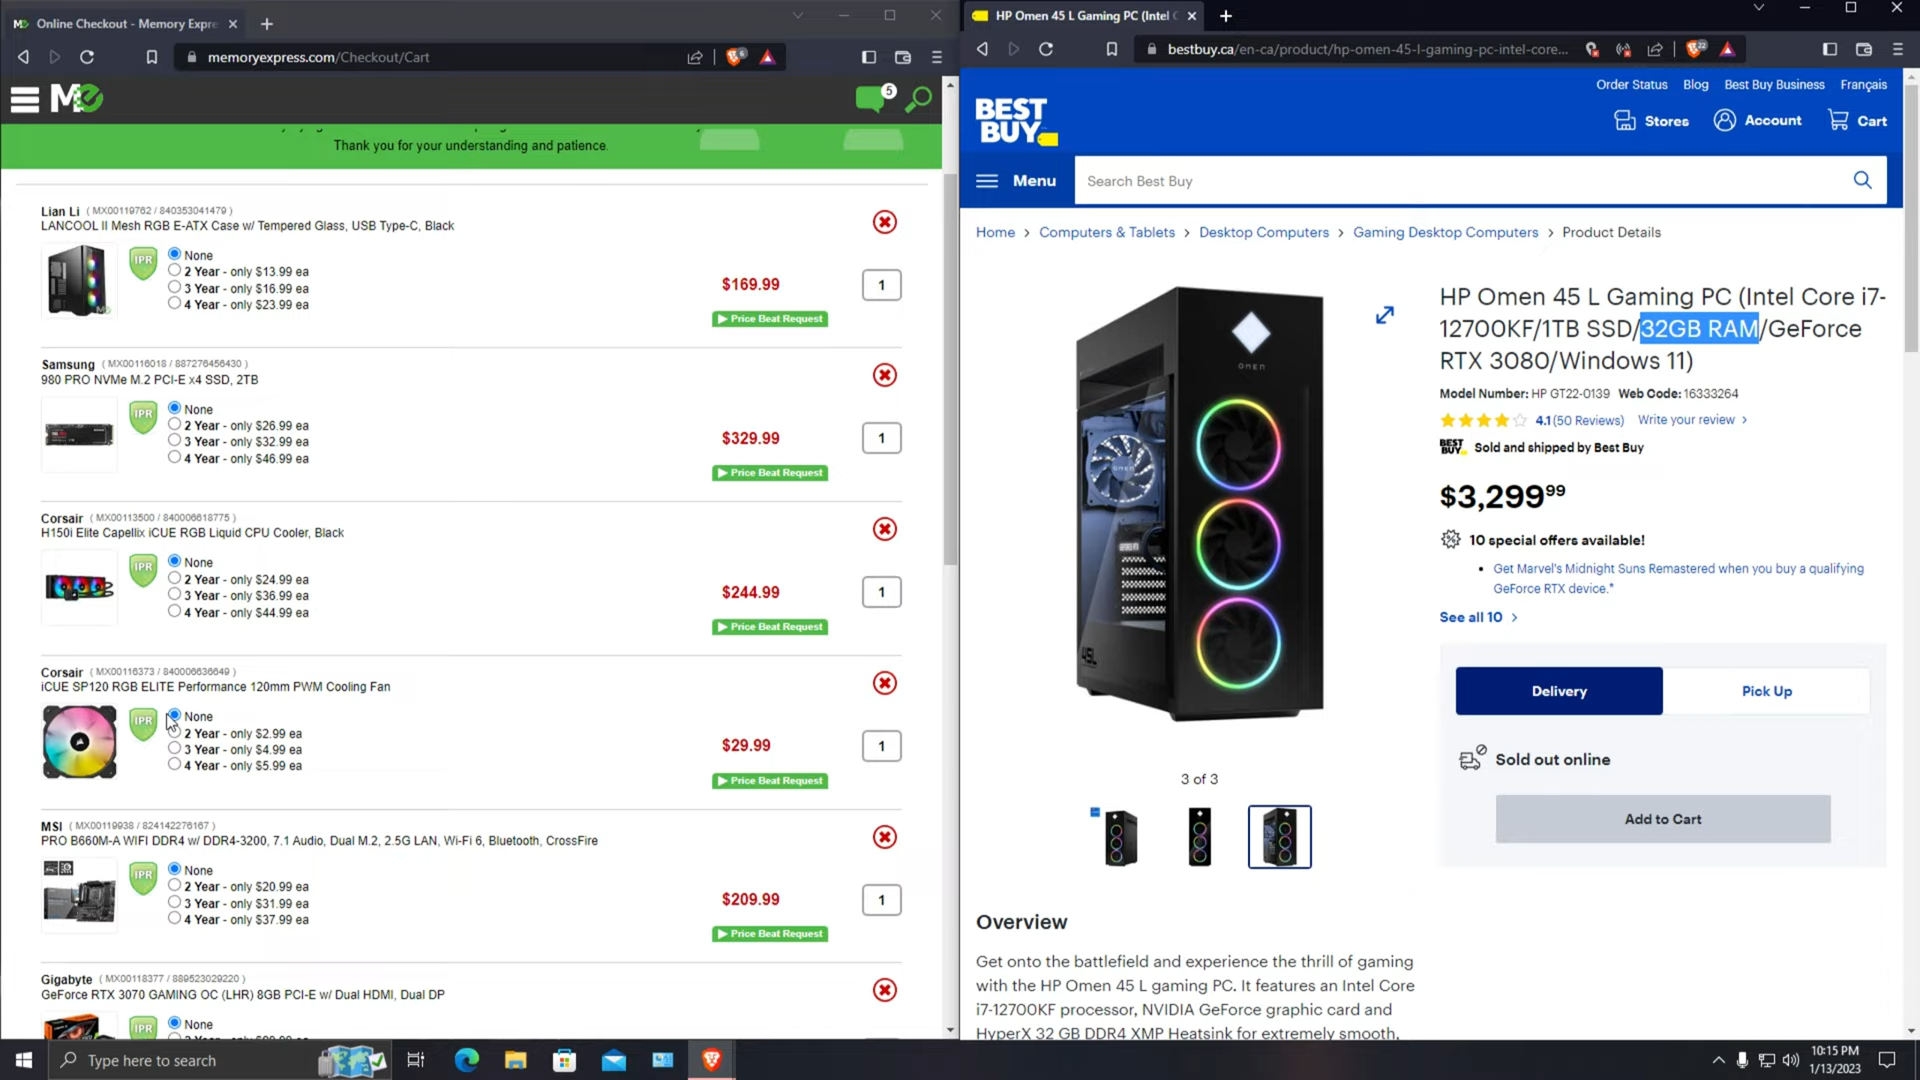 Online Checkout - Memory Expre
memoryexpress.com/Checkout/Cart
6
ME
5
Thank you for your understanding and patience.
Lian Li ( MX00119762 / 840353041479 )
LANCOOL II Mesh RGB E-ATX Case w/ Tempered Glass, USB Type-C, Black
IPR
None
2 Year - only $13.99 ea
3 Year - only $16.99 ea
4 Year - only $23.99 ea
$169.99
1
Price Beat Request
Samsung ( MX00116018 / 887276456430 )
980 PRO NVMe M.2 PCI-E x4 SSD, 2TB
IPR
None
2 Year - only $26.99 ea
3 Year - only $32.99 ea
4 Year - only $46.99 ea
$329.99
1
Price Beat Request
Corsair ( MX00113500 / 840006618775 )
H150i Elite Capellix iCUE RGB Liquid CPU Cooler, Black
IPR
None
2 Year - only $24.99 ea
3 Year - only $36.99 ea
4 Year - only $44.99 ea
$244.99
1
Price Beat Request
Corsair ( MX00116373 / 840006636649 )
iCUE SP120 RGB ELITE Performance 120mm PWM Cooling Fan
IPR
None
2 Year - only $2.99 ea
3 Year - only $4.99 ea
4 Year - only $5.99 ea
$29.99
1
Price Beat Request
MSI ( MX00119938 / 824142276167 )
PRO B660M-A WIFI DDR4 w/ DDR4-3200, 7.1 Audio, Dual M.2, 2.5G LAN, Wi-Fi 6, Bluetooth, CrossFire
IPR
None
2 Year - only $20.99 ea
3 Year - only $31.99 ea
4 Year - only $37.99 ea
$209.99
1
Price Beat Request
Gigabyte ( MX00118377 / 889523029220 )
GeForce RTX 3070 GAMING OC (LHR) 8GB PCI-E w/ Dual HDMI, Dual DP
IPR
None
HP Omen 45 L Gaming PC (Intel C
bestbuy.ca/en-ca/product/hp-omen-45-l-gaming-pc-intel-core...
22
Order Status Blog Best Buy Business Français
BEST
BUY
Stores Account Cart
Menu
Search Best Buy
Home > Computers & Tablets > Desktop Computers > Gaming Desktop Computers > Product Details
OMEN
45L
HP Omen 45 L Gaming PC (Intel Core i7-
12700KF/1TB SSD/32GB RAM/GeForce
RTX 3080/Windows 11)
Model Number: HP GT22-0139 Web Code: 16333264
4.1 (50 Reviews) Write your review >
BEST
BUY
Sold and shipped by Best Buy
$3,299⁹⁹
10 special offers available!
• Get Marvel's Midnight Suns Remastered when you buy a qualifying
GeForce RTX device.*
See all 10 >
Delivery
Pick Up
Sold out online
Add to Cart
3 of 3
Overview
Get onto the battlefield and experience the thrill of gaming
with the HP Omen 45 L gaming PC. It features an Intel Core
i7-12700KF processor, NVIDIA GeForce graphic card and
HyperX 32 GB DDR4 XMP Heatsink for extremely smooth,
Type here to search
10:15 PM
1/13/2023